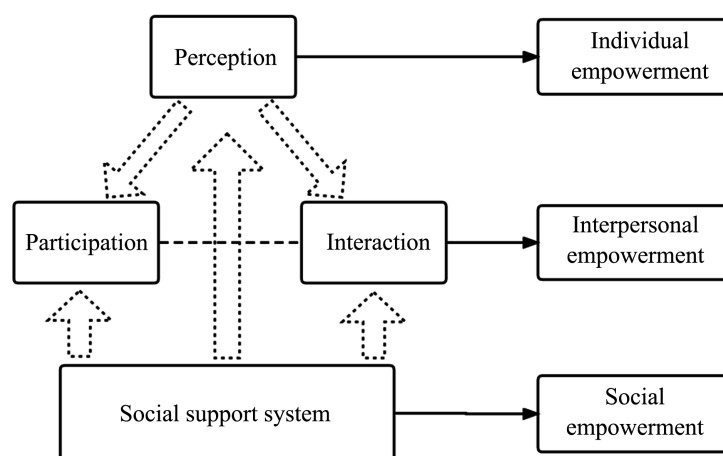 Perception
Individual
empowerment
Participation
Interaction
Interpersonal
empowerment
Social support system
Social
empowerment